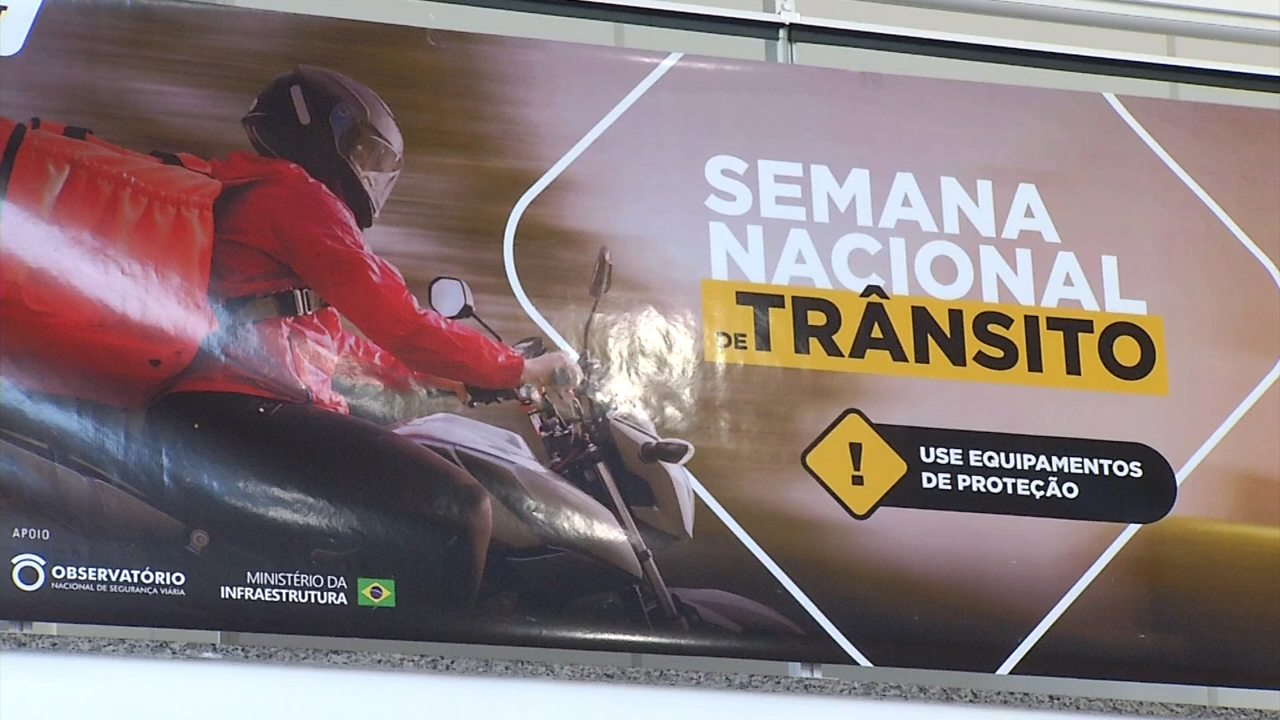 SEMANA
NACIONAL
DE TRÂNSITO
!
USE EQUIPAMENTOS
DE PROTEÇÃO
APOIO
OBSERVATÓRIO
NACIONAL DE SEGURANÇA VIÁRIA
MINISTÉRIO DA
INFRAESTRUTURA